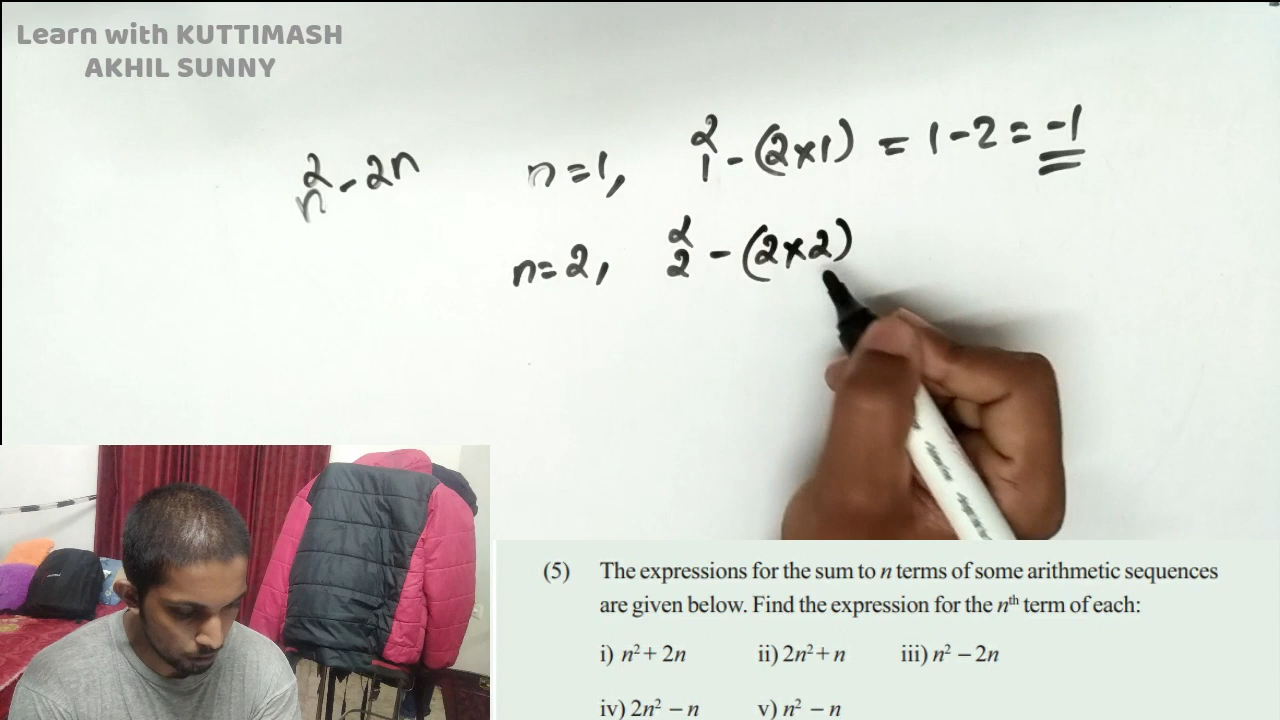 Learn with KUTTIMASH
AKHIL SUNNY
n² - 2n
n = 1, 1² - (2×1) = 1 - 2 = -1
n = 2, 2² - (2×2)
(5) The expressions for the sum to n terms of some arithmetic sequences
are given below. Find the expression for the nᵗʰ term of each:
i) n² + 2n ii) 2n² + n iii) n² – 2n
iv) 2n² – n v) n² – n